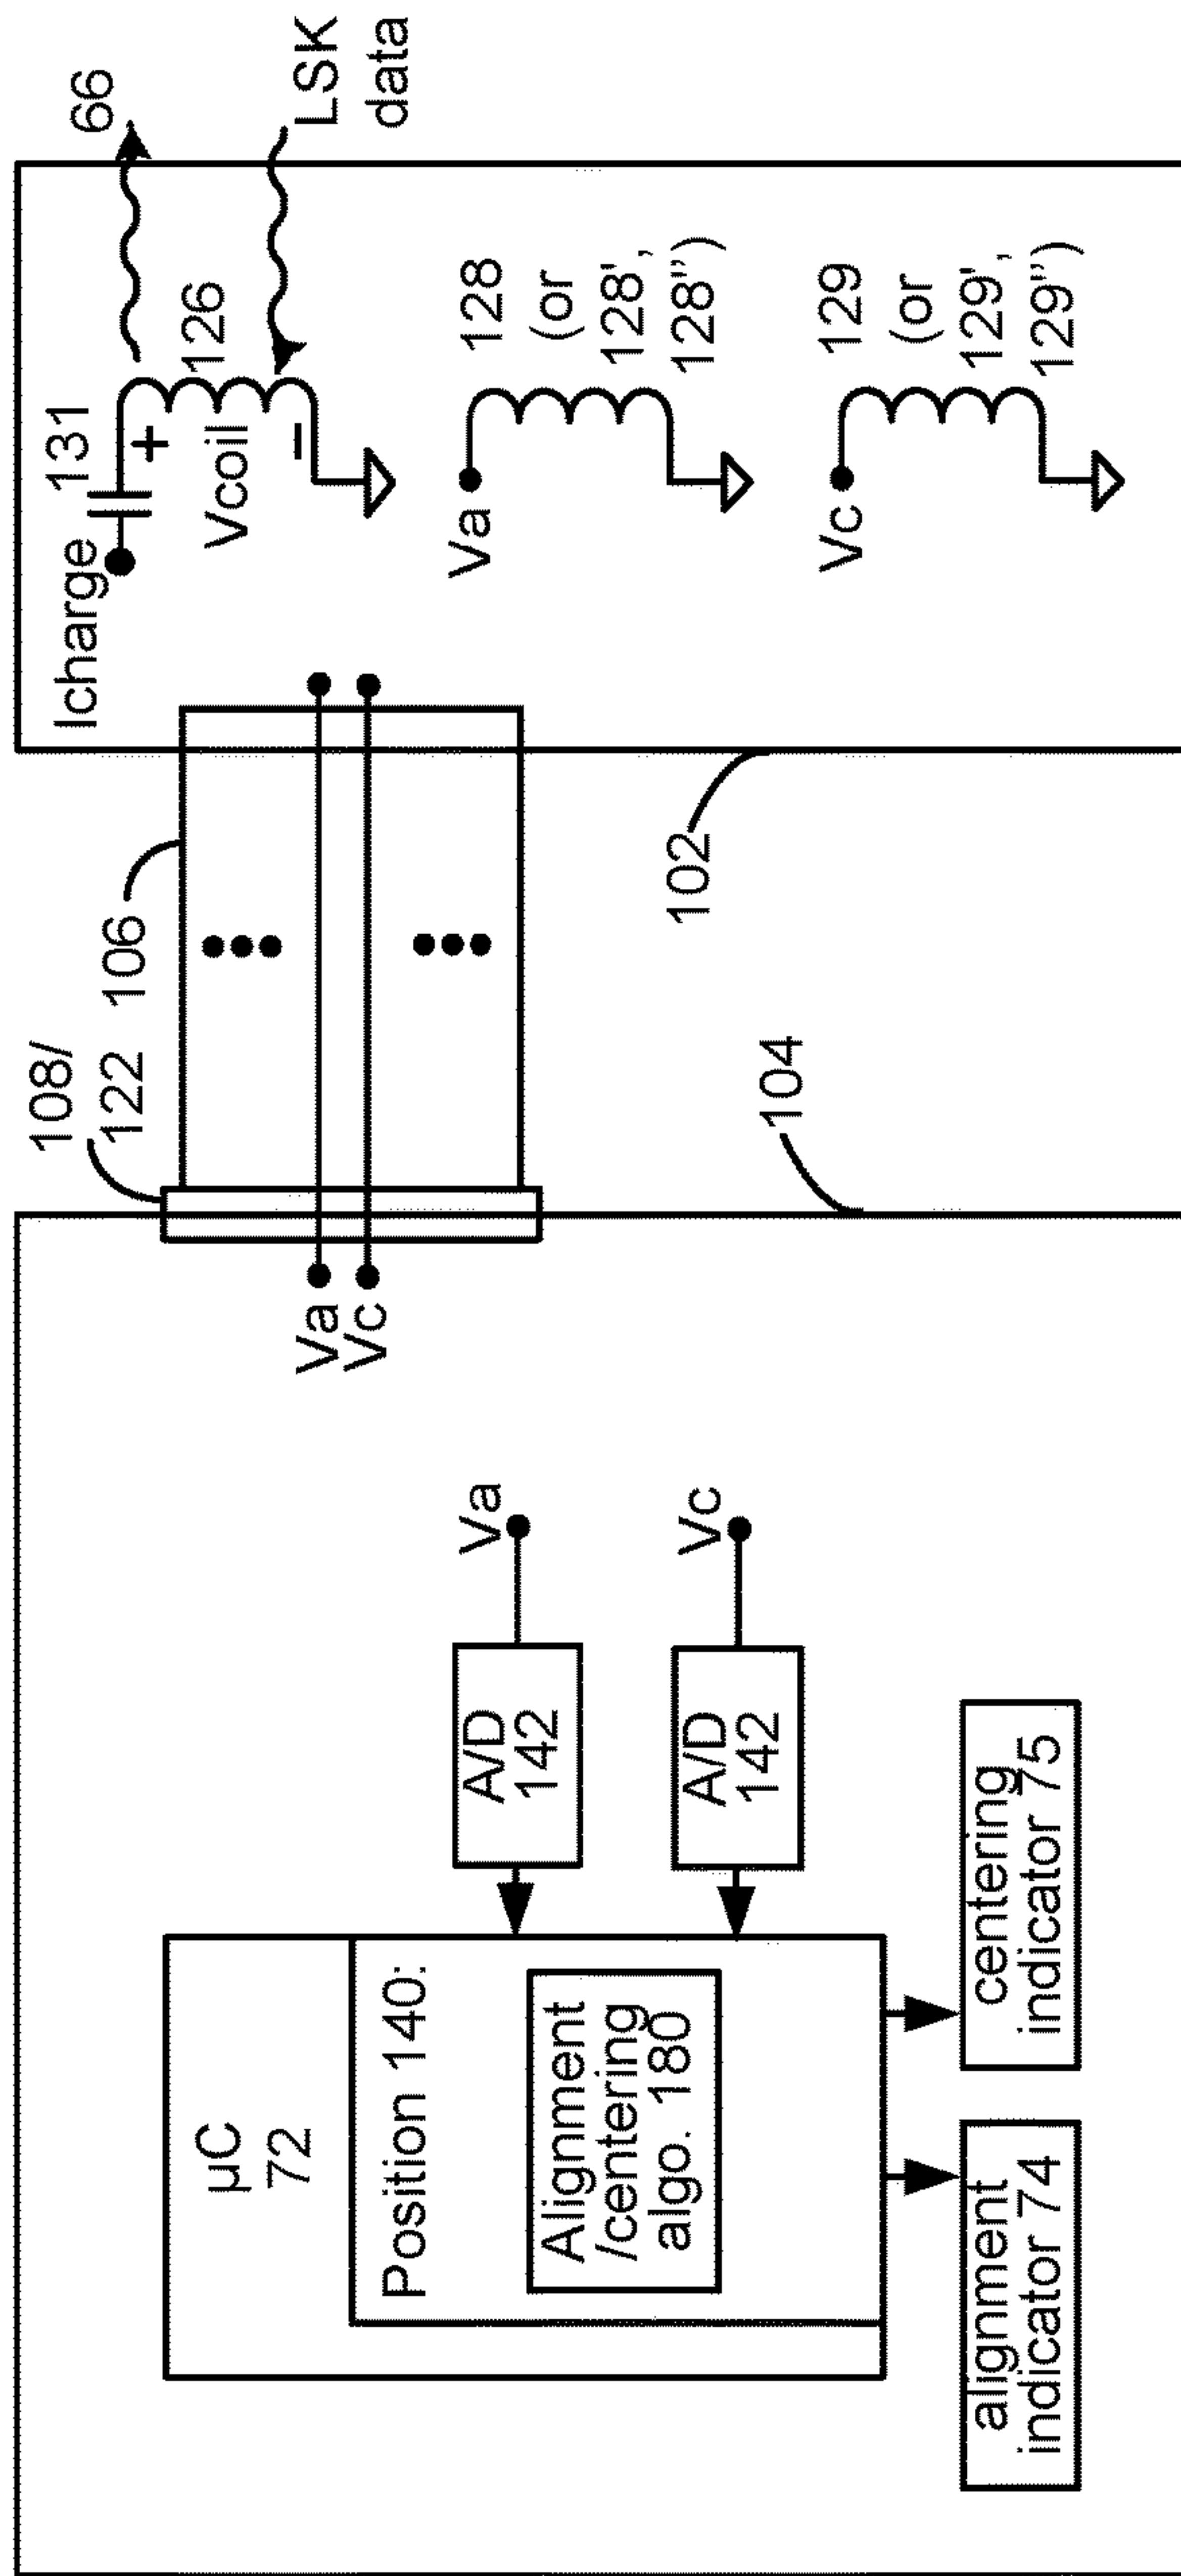 µC
72
Position 140:
Alignment
/centering
algo. 180
A/D
142
Va
A/D
142
Vc
alignment
indicator 74
centering
indicator 75
Va
Vc
104
108/
122
106
102
Icharge
131
+
Vcoil
−
126
66
LSK
data
Va
128
(or
128',
128")
Vc
129
(or
129',
129")